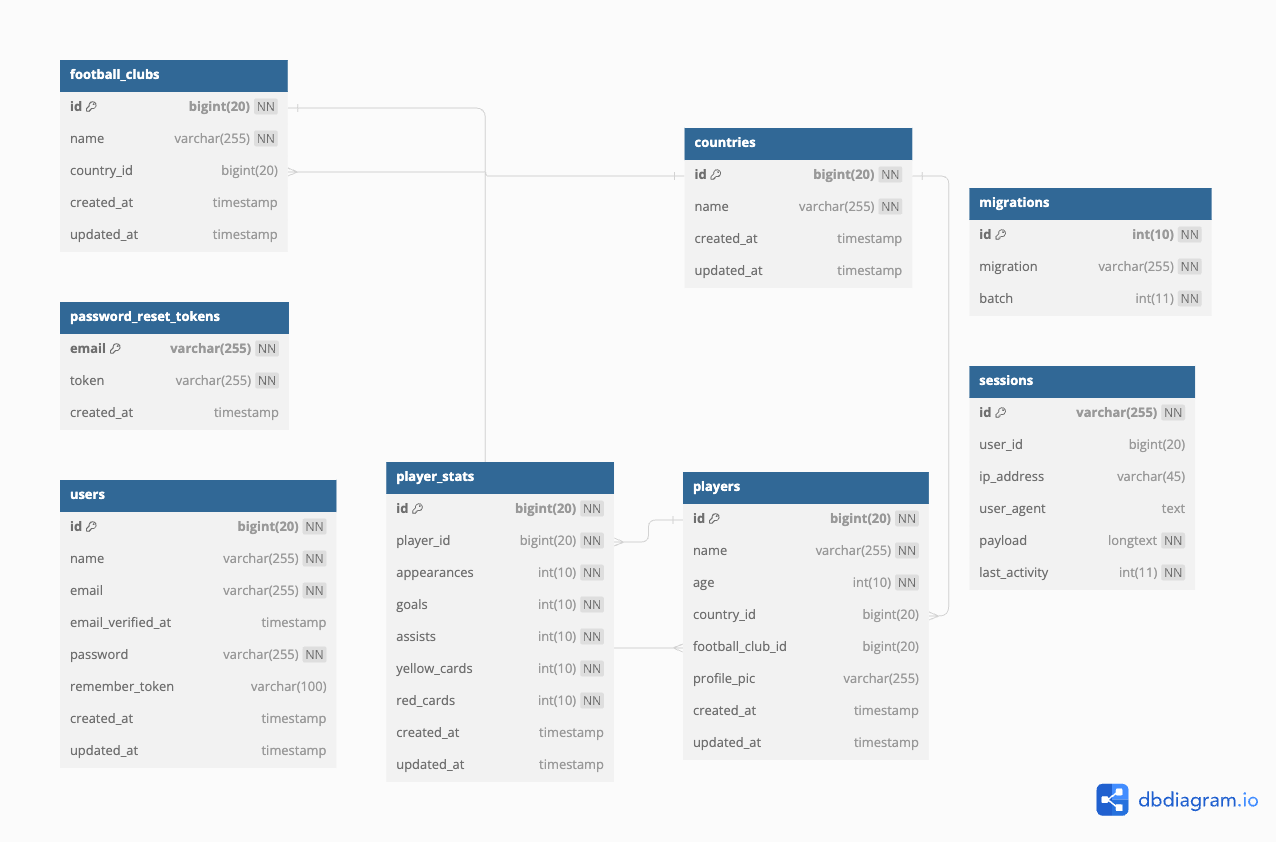 football_clubs
id bigint(20) NN
name varchar(255) NN
country_id bigint(20)
created_at timestamp
updated_at timestamp
countries
id bigint(20) NN
name varchar(255) NN
created_at timestamp
updated_at timestamp
migrations
id int(10) NN
migration varchar(255) NN
batch int(11) NN
password_reset_tokens
email varchar(255) NN
token varchar(255) NN
created_at timestamp
sessions
id varchar(255) NN
user_id bigint(20)
ip_address varchar(45)
user_agent text
payload longtext NN
last_activity int(11) NN
users
id bigint(20) NN
name varchar(255) NN
email varchar(255) NN
email_verified_at timestamp
password varchar(255) NN
remember_token varchar(100)
created_at timestamp
updated_at timestamp
player_stats
id bigint(20) NN
player_id bigint(20) NN
appearances int(10) NN
goals int(10) NN
assists int(10) NN
yellow_cards int(10) NN
red_cards int(10) NN
created_at timestamp
updated_at timestamp
players
id bigint(20) NN
name varchar(255) NN
age int(10) NN
country_id bigint(20)
football_club_id bigint(20)
profile_pic varchar(255)
created_at timestamp
updated_at timestamp
dbdiagram.io